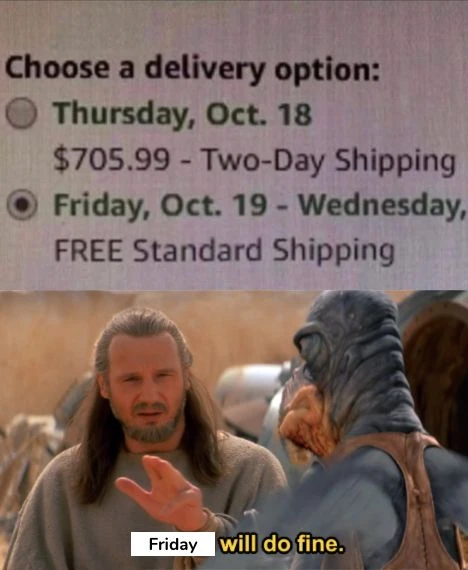 Choose a delivery option:
Thursday, Oct. 18
$705.99 - Two-Day Shipping
Friday, Oct. 19 - Wednesday,
FREE Standard Shipping
Friday will do fine.